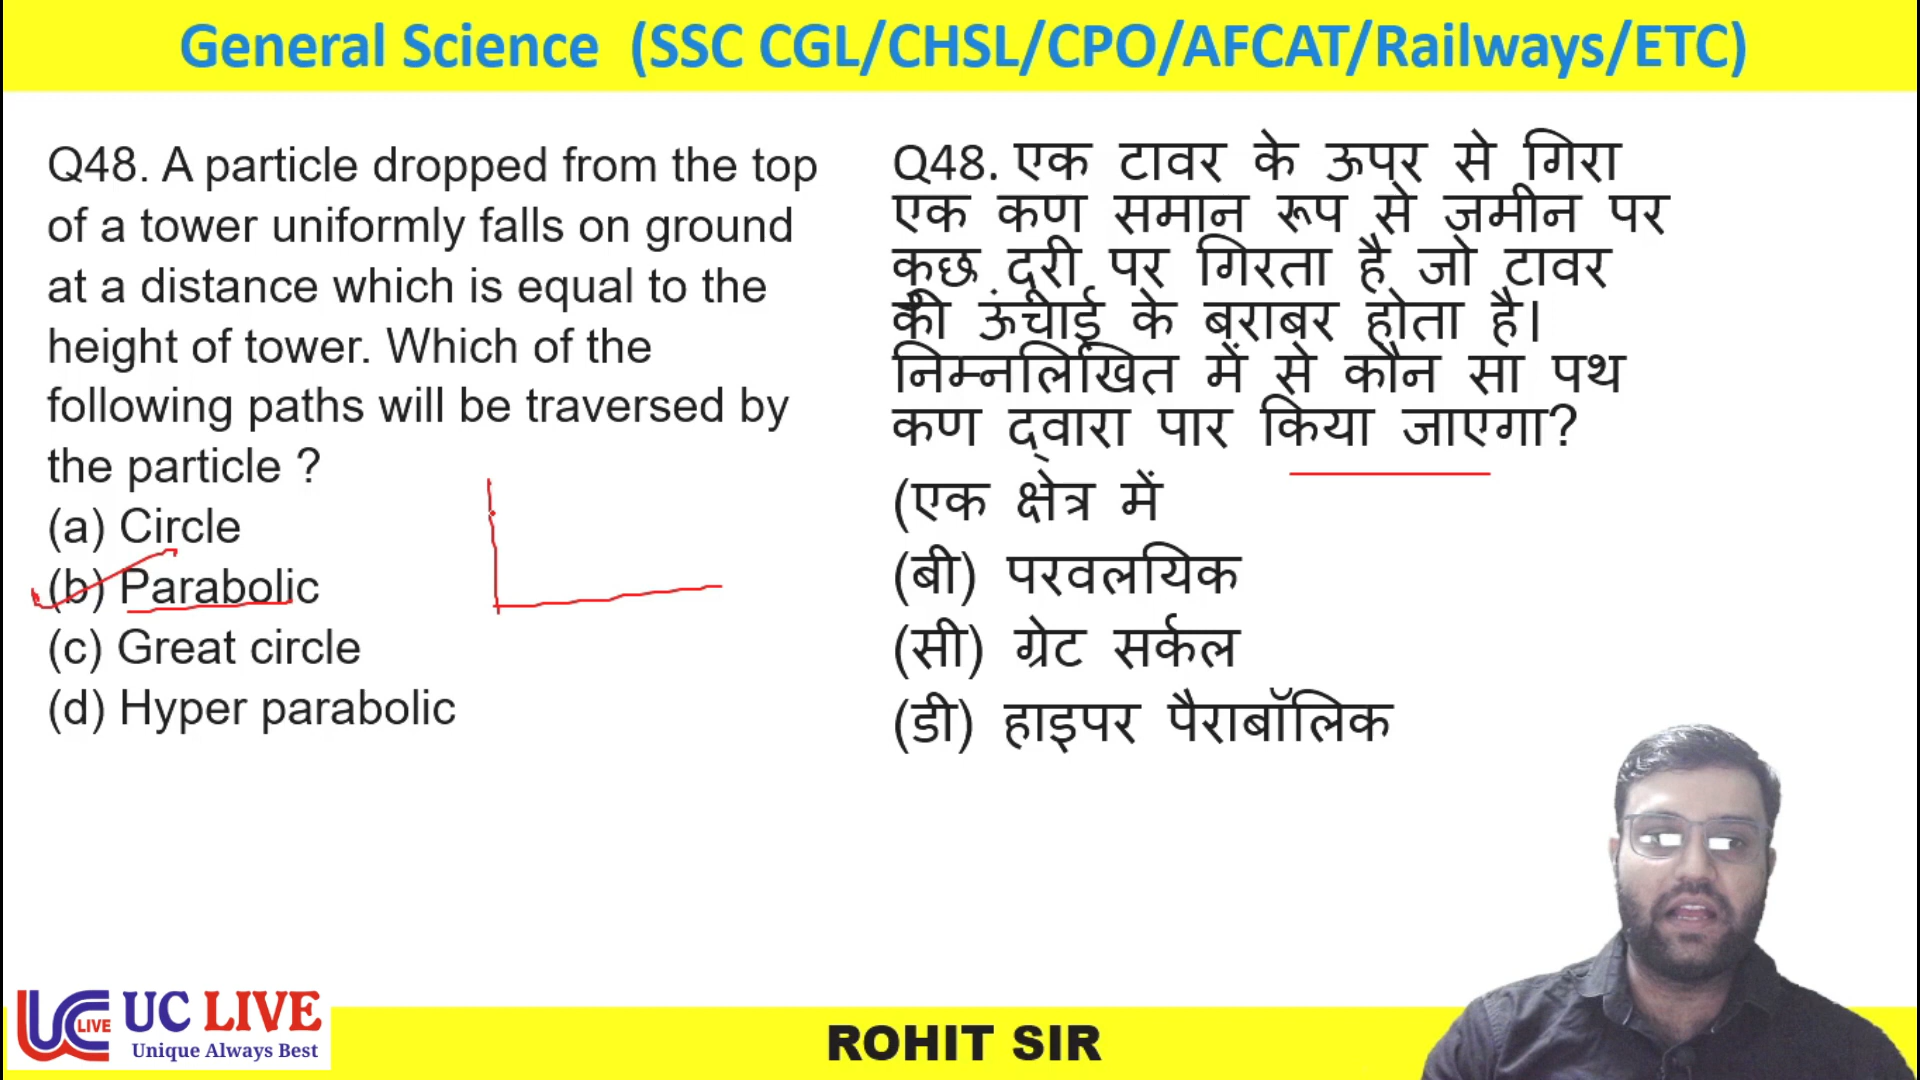 General Science (SSC CGL/CHSL/CPO/AFCAT/Railways/ETC)
Q48. A particle dropped from the top
of a tower uniformly falls on ground
at a distance which is equal to the
height of tower. Which of the
following paths will be traversed by
the particle ?
(a) Circle
(b) Parabolic
(c) Great circle
(d) Hyper parabolic
Q48. एक टावर के ऊपर से गिरा
एक कण समान रूप से ज़मीन पर
कुछ दूरी पर गिरता है जो टावर
की ऊंचाई के बराबर होता है।
निम्नलिखित में से कौन सा पथ
कण द्वारा पार किया जाएगा?
(एक क्षेत्र में
(बी) परवलयिक
(सी) ग्रेट सर्कल
(डी) हाइपर पैराबॉलिक
LIVE
UC LIVE
Unique Always Best
ROHIT SIR